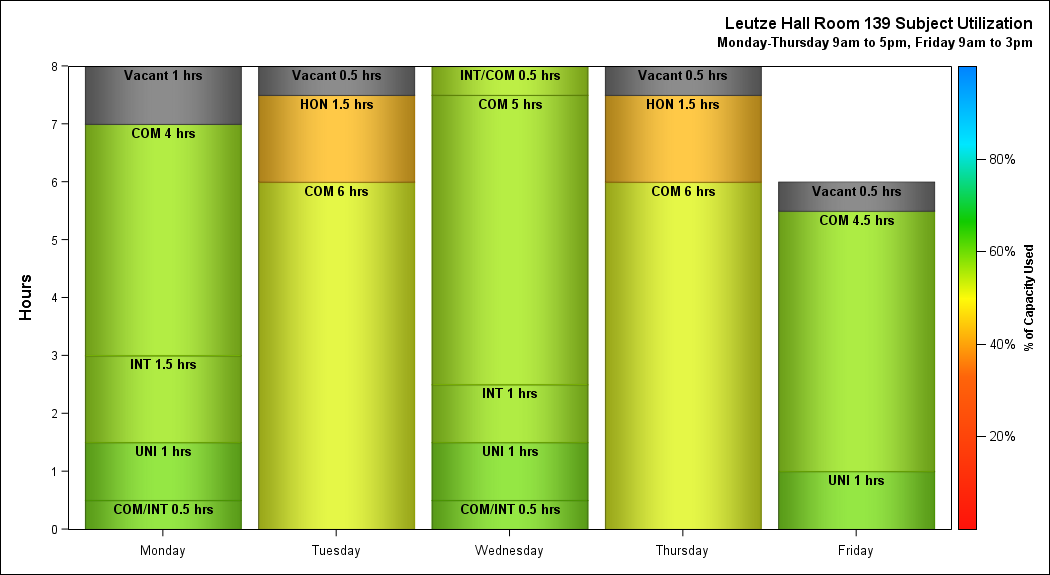 Leutze Hall Room 139 Subject Utilization
Monday-Thursday 9am to 5pm, Friday 9am to 3pm
Hours
8
7
6
5
4
3
2
1
0
Vacant 1 hrs
COM 4 hrs
INT 1.5 hrs
UNI 1 hrs
COM/INT 0.5 hrs
Vacant 0.5 hrs
HON 1.5 hrs
COM 6 hrs
INT/COM 0.5 hrs
COM 5 hrs
INT 1 hrs
UNI 1 hrs
COM/INT 0.5 hrs
Vacant 0.5 hrs
HON 1.5 hrs
COM 6 hrs
Vacant 0.5 hrs
COM 4.5 hrs
UNI 1 hrs
Monday
Tuesday
Wednesday
Thursday
Friday
80%
60%
40%
20%
% of Capacity Used